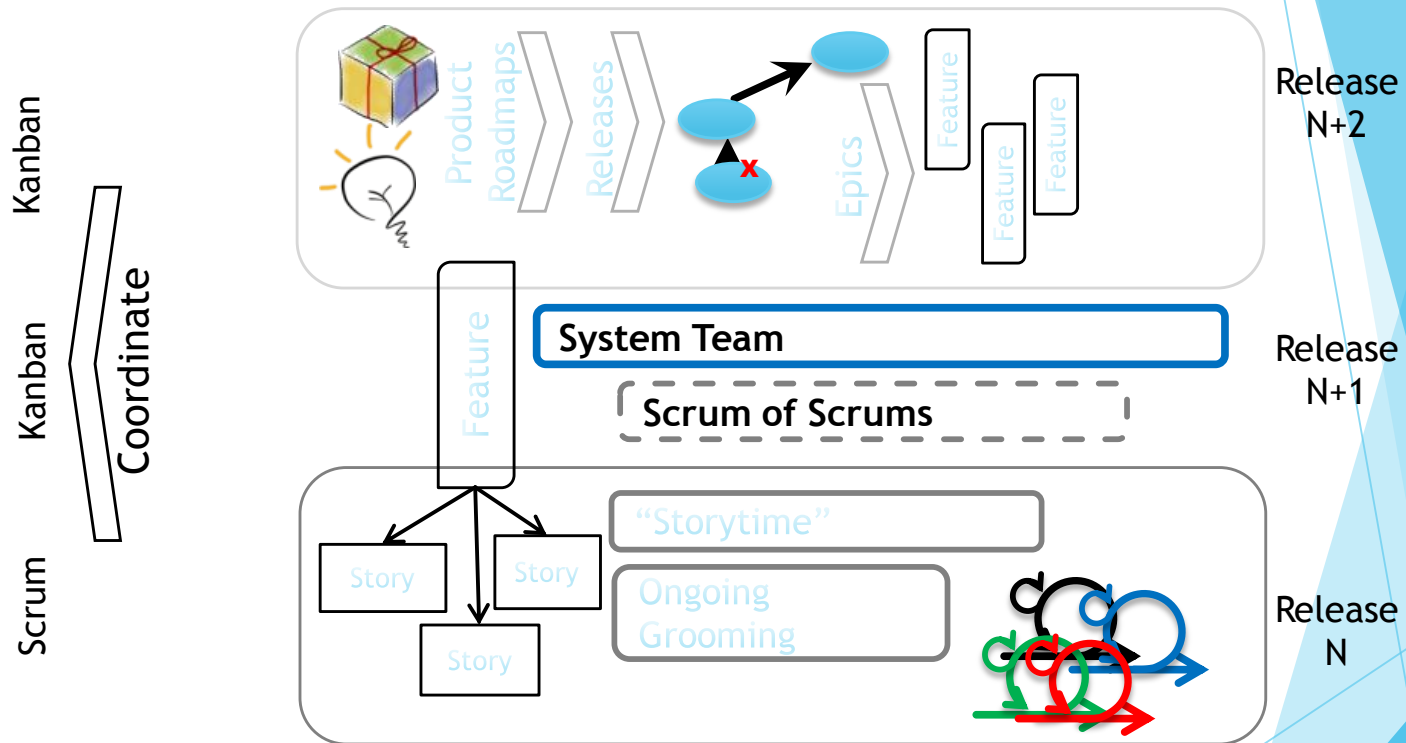 Kanban
Product
Roadmaps
Releases
x
Epics
Feature
Feature
Feature
Release
N+2
Kanban
Coordinate
Feature
System Team
Scrum of Scrums
Release
N+1
Scrum
Story
Story
Story
“Storytime”
Ongoing
Grooming
Release
N